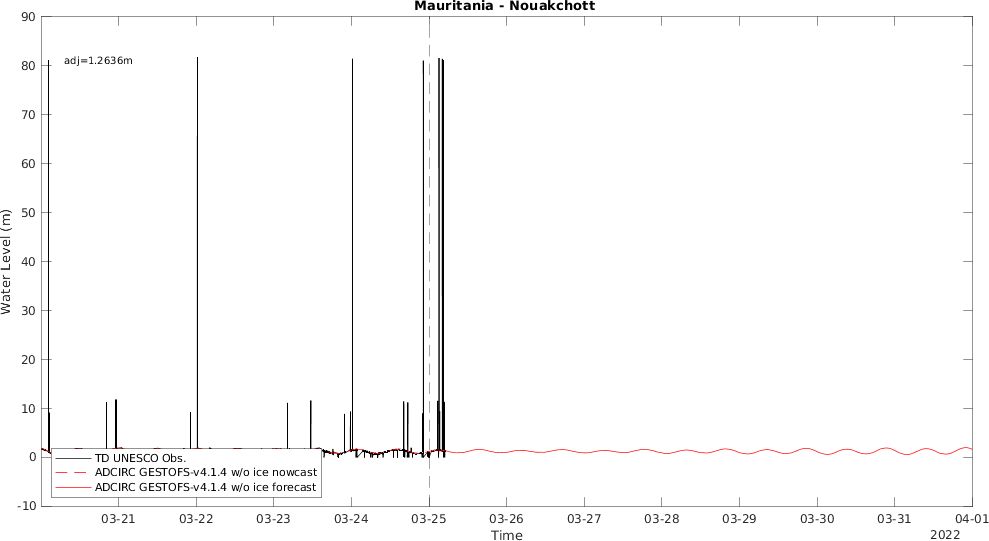 Mauritania - Nouakchott
90
80
70
60
50
40
30
20
10
0
-10
Water Level (m)
adj=1.2636m
TD UNESCO Obs.
ADCIRC GESTOFS-v4.1.4 w/o ice nowcast
ADCIRC GESTOFS-v4.1.4 w/o ice forecast
03-21 03-22 03-23 03-24 03-25 03-26 03-27 03-28 03-29 03-30 03-31 04-01
Time
2022